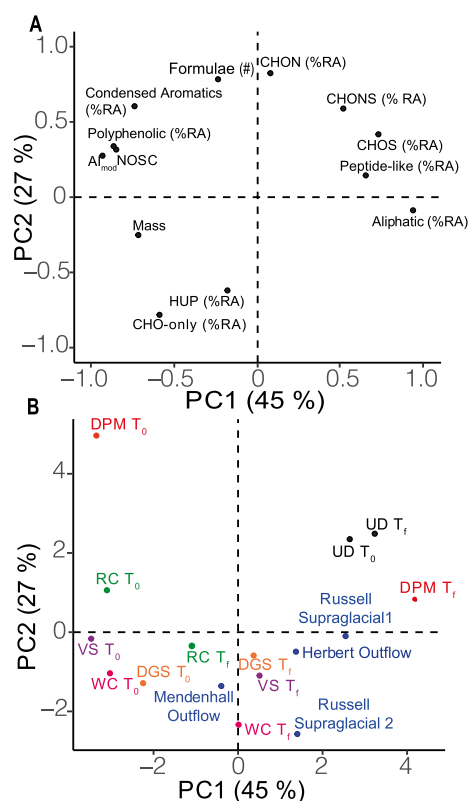 A
1.0
0.5
0
−0.5
−1.0
PC2 (27 %)
Formulae (#)
CHON (%RA)
Condensed Aromatics
(%RA)
CHONS (% RA)
Polyphenolic (%RA)
CHOS (%RA)
AImod NOSC
Peptide-like (%RA)
Aliphatic (%RA)
Mass
HUP (%RA)
CHO-only (%RA)
−1.0 −0.5 0 0.5 1.0
PC1 (45 %)
B
4
2
0
−2
PC2 (27 %)
DPM T0
UD Tf
UD T0
RC T0
DPM Tf
Russell
Supraglacial1
VS T0
RC Tf
DGS Tf
Herbert Outflow
WC T0
DGS T0
VS Tf
Mendenhall
Outflow
WC Tf
Russell
Supraglacial 2
−2 0 2 4
PC1 (45 %)